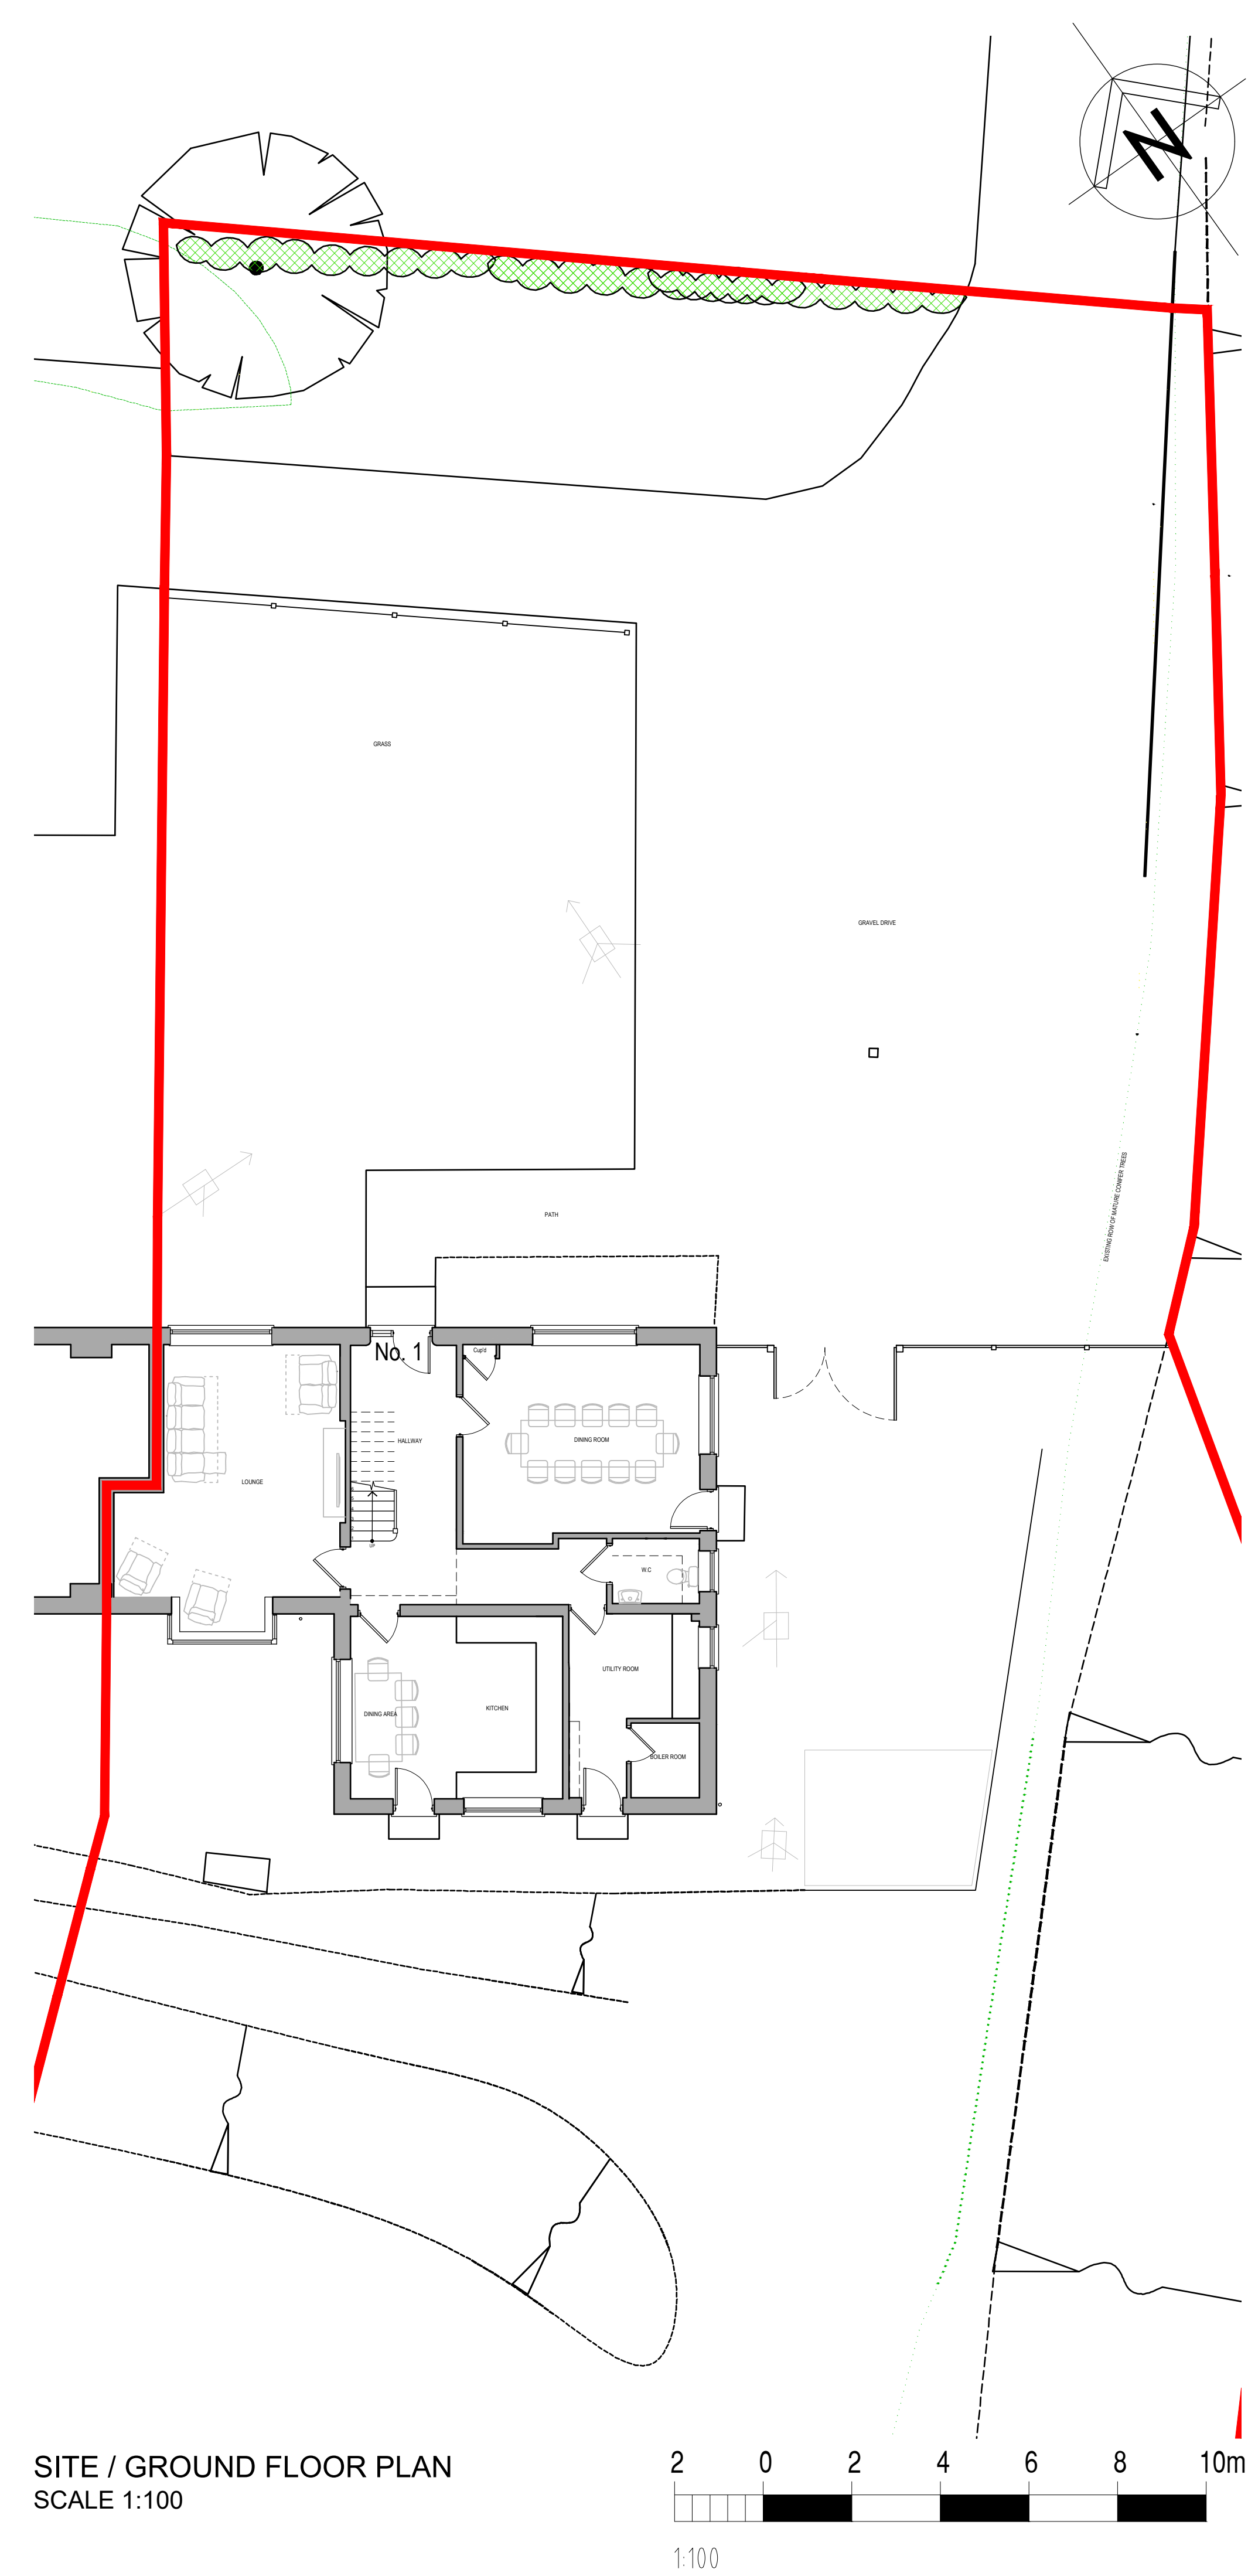 N
GRASS
GRAVEL DRIVE
EXISTING ROW OF MATURE CONIFER TREES
PATH
No. 1
Cup'd
HALLWAY
DINING ROOM
LOUNGE
UP
W.C
UTILITY ROOM
DINING AREA
KITCHEN
BOILER ROOM
SITE / GROUND FLOOR PLAN
SCALE 1:100
2 0 2 4 6 8 10m
1:100